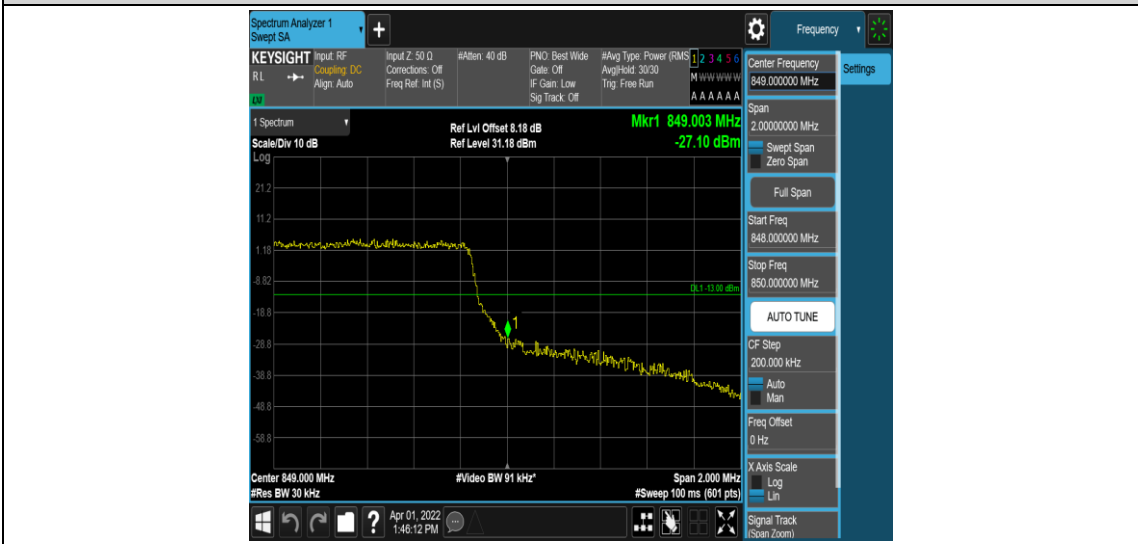 Spectrum Analyzer 1
Swept SA
+
Frequency
KEYSIGHT
RL
LXI
Input: RF
Coupling: DC
Align: Auto
Input Z: 50 Ω
Corrections: Off
Freq Ref: Int (S)
#Atten: 40 dB
PNO: Best Wide
Gate: Off
IF Gain: Low
Sig Track: Off
#Avg Type: Power (RMS
Avg|Hold: 30/30
Trig: Free Run
1 2 3 4 5 6
M W W W W W
A A A A A A
1 Spectrum
Scale/Div 10 dB
Log
Ref Lvl Offset 8.18 dB
Ref Level 31.18 dBm
Mkr1 849.003 MHz
-27.10 dBm
21.2
11.2
1.18
-8.82
DL1 -13.00 dBm
-18.8
1
-28.8
-38.8
-48.8
-58.8
Center 849.000 MHz
#Res BW 30 kHz
#Video BW 91 kHz*
Span 2.000 MHz
#Sweep 100 ms (601 pts)
?
Apr 01, 2022
1:46:12 PM
Center Frequency
849.000000 MHz
Settings
Span
2.00000000 MHz
Swept Span
Zero Span
Full Span
Start Freq
848.000000 MHz
Stop Freq
850.000000 MHz
AUTO TUNE
CF Step
200.000 kHz
Auto
Man
Freq Offset
0 Hz
X Axis Scale
Log
Lin
Signal Track
(Span Zoom)